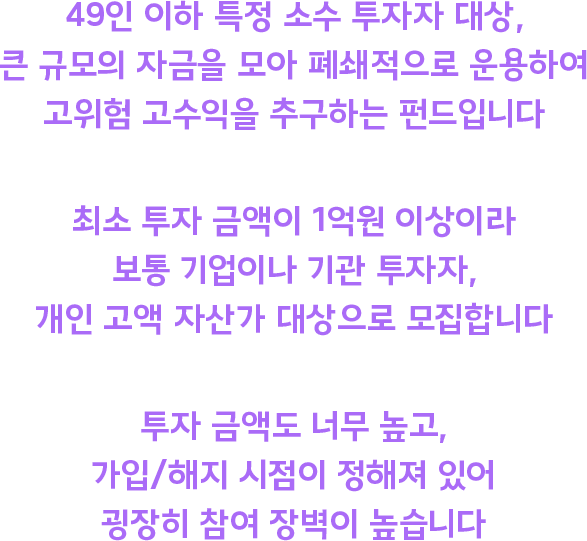 49인 이하 특정 소수 투자자 대상,
큰 규모의 자금을 모아 폐쇄적으로 운용하여
고위험 고수익을 추구하는 펀드입니다
최소 투자 금액이 1억원 이상이라
보통 기업이나 기관 투자자,
개인 고액 자산가 대상으로 모집합니다
투자 금액도 너무 높고,
가입/해지 시점이 정해져 있어
굉장히 참여 장벽이 높습니다